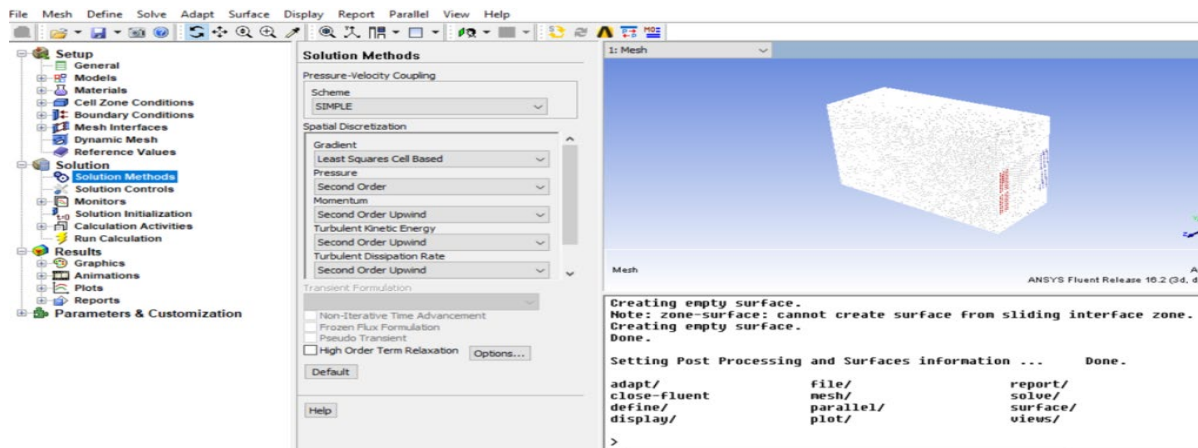 File Mesh Define Solve Adapt Surface Display Report Parallel View Help
Setup
General
Models
Materials
Cell Zone Conditions
Boundary Conditions
Mesh Interfaces
Dynamic Mesh
Reference Values
Solution
Solution Methods
Solution Controls
Monitors
Solution Initialization
Calculation Activities
Run Calculation
Results
Graphics
Animations
Plots
Reports
Parameters & Customization
Solution Methods
Pressure-Velocity Coupling
Scheme
SIMPLE
Spatial Discretization
Gradient
Least Squares Cell Based
Pressure
Second Order
Momentum
Second Order Upwind
Turbulent Kinetic Energy
Second Order Upwind
Turbulent Dissipation Rate
Second Order Upwind
Transient Formulation
Non-Iterative Time Advancement
Frozen Flux Formulation
Pseudo Transient
High Order Term Relaxation Options...
Default
Help
1: Mesh
Mesh
ANSYS Fluent Release 16.2 (3d, d
Creating empty surface.
Note: zone-surface: cannot create surface from sliding interface zone.
Creating empty surface.
Done.
Setting Post Processing and Surfaces information ... Done.
adapt/ file/ report/
close-fluent mesh/ solve/
define/ parallel/ surface/
display/ plot/ views/
>